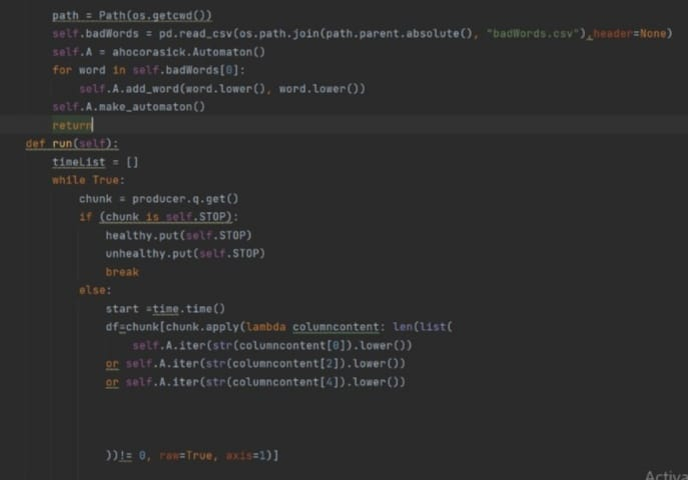 path = Path(os.getcwd())
self.badWords = pd.read_csv(os.path.join(path.parent.absolute(), "badWords.csv"),header=None)
self.A = ahocorasick.Automaton()
for word in self.badWords[0]:
self.A.add_word(word.lower(), word.lower())
self.A.make_automaton()
return
def run(self):
timeList = []
while True:
chunk = producer.q.get()
if (chunk is self.STOP):
healthy.put(self.STOP)
unhealthy.put(self.STOP)
break
else:
start =time.time()
df=chunk[chunk.apply(lambda columncontent: len(list(
self.A.iter(str(columncontent[0]).lower())
or self.A.iter(str(columncontent[2]).lower())
or self.A.iter(str(columncontent[4]).lower())
))!= 0, raw=True, axis=1)]
Activa